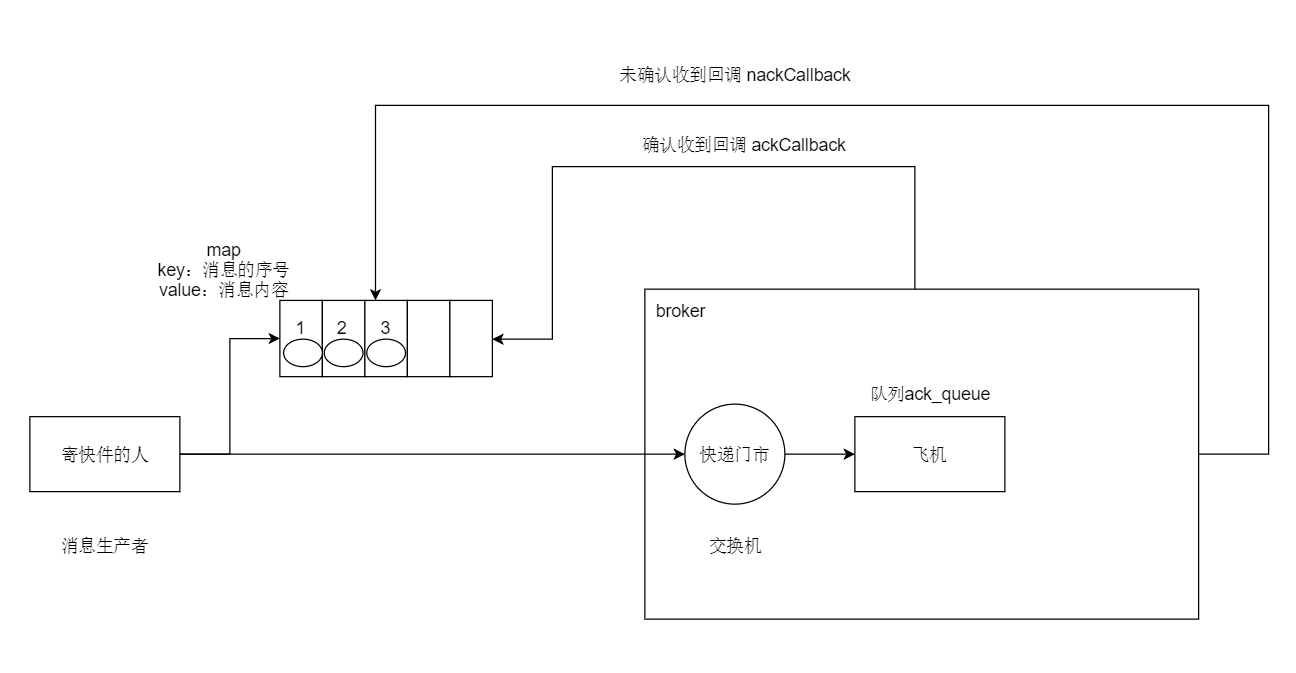 未确认收到回调 nackCallback
确认收到回调 ackCallback
map
key：消息的序号
value：消息内容
1 2 3
broker
队列ack_queue
寄快件的人
快递门市
飞机
消息生产者
交换机